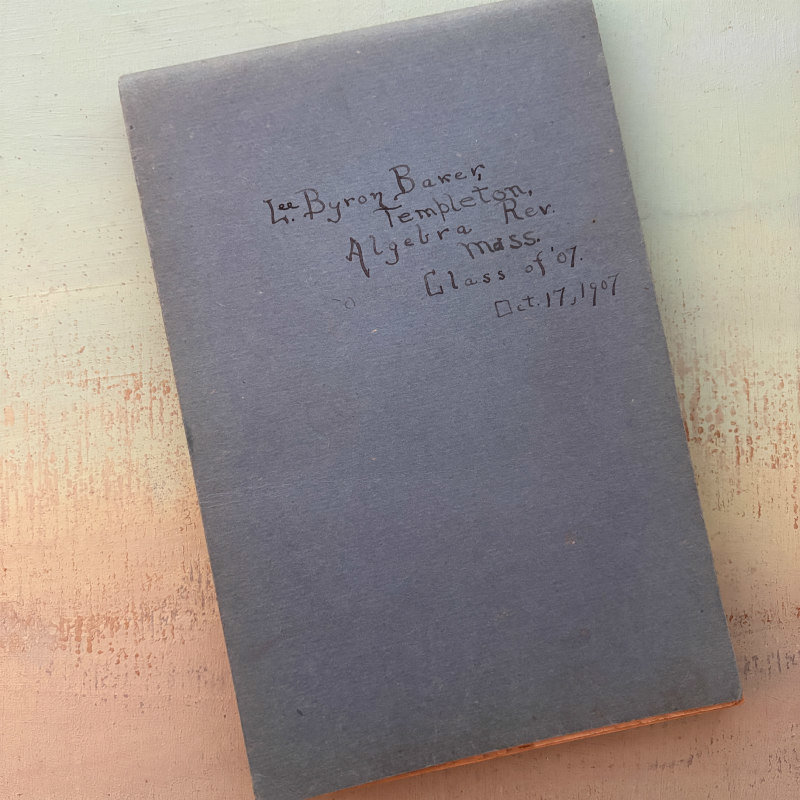 Lee
L. Byron Baker,
Templeton,
Algebra Rev.
Mass.
Class of '07.
Oct. 17, 1907